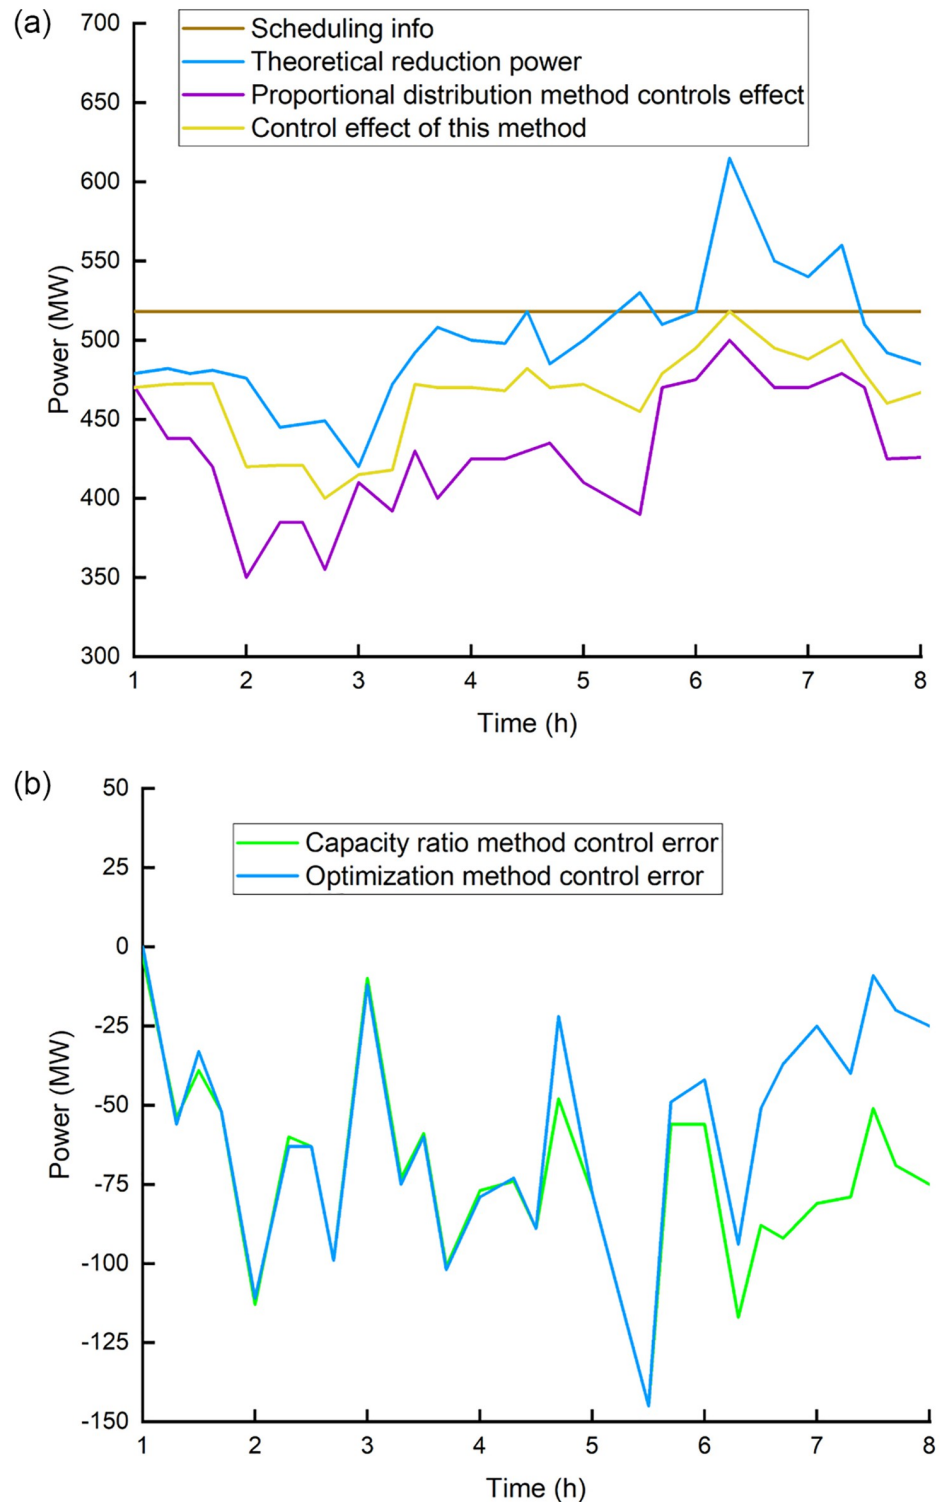 (a)
700
650
600
550
500
450
400
350
300
Power (MW)
Scheduling info
Theoretical reduction power
Proportional distribution method controls effect
Control effect of this method
1 2 3 4 5 6 7 8
Time (h)
(b)
50
25
0
-25
-50
-75
-100
-125
-150
Power (MW)
Capacity ratio method control error
Optimization method control error
1 2 3 4 5 6 7 8
Time (h)